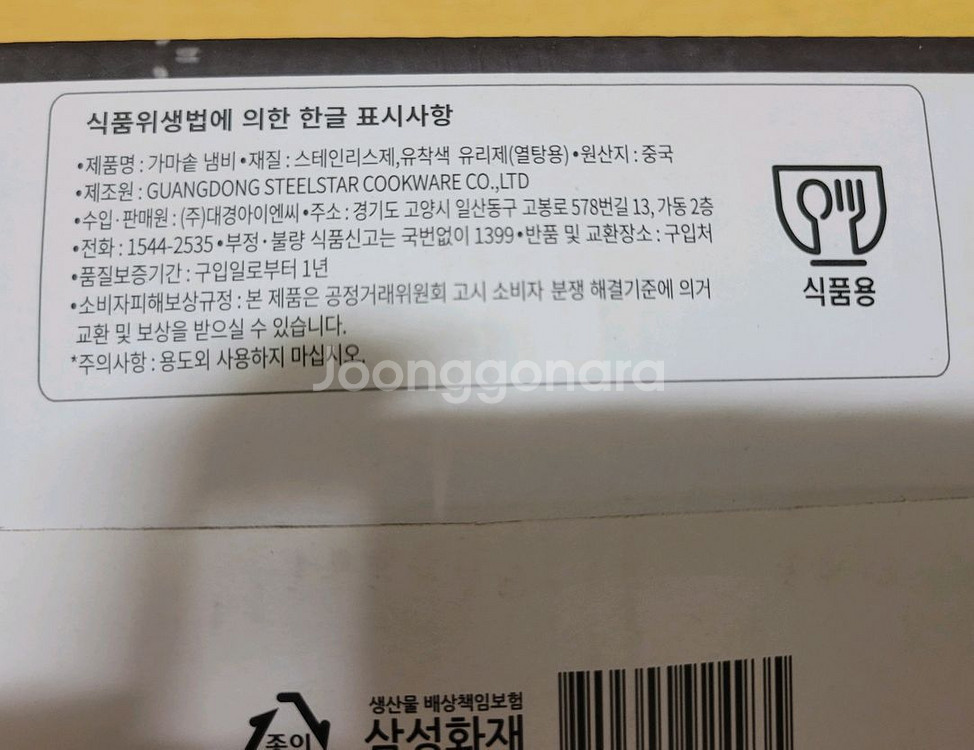 식품위생법에 의한 한글 표시사항
•제품명 : 가마솥 냄비 •재질 : 스테인리스제,유착색 유리제(열탕용) •원산지 : 중국
•제조원 : GUANGDONG STEELSTAR COOKWARE CO.,LTD
•수입·판매원 : (주)대경아이엔씨 •주소 : 경기도 고양시 일산동구 고봉로 578번길 13, 가동 2층
•전화 : 1544-2535 •부정·불량 식품신고는 국번없이 1399 •반품 및 교환장소 : 구입처
•품질보증기간 : 구입일로부터 1년
•소비자피해보상규정 : 본 제품은 공정거래위원회 고시 소비자 분쟁 해결기준에 의거
교환 및 보상을 받으실 수 있습니다.
*주의사항 : 용도외 사용하지 마십시오.
식품용
Joonggonara
생산물 배상책임보험
삼성화재
주의